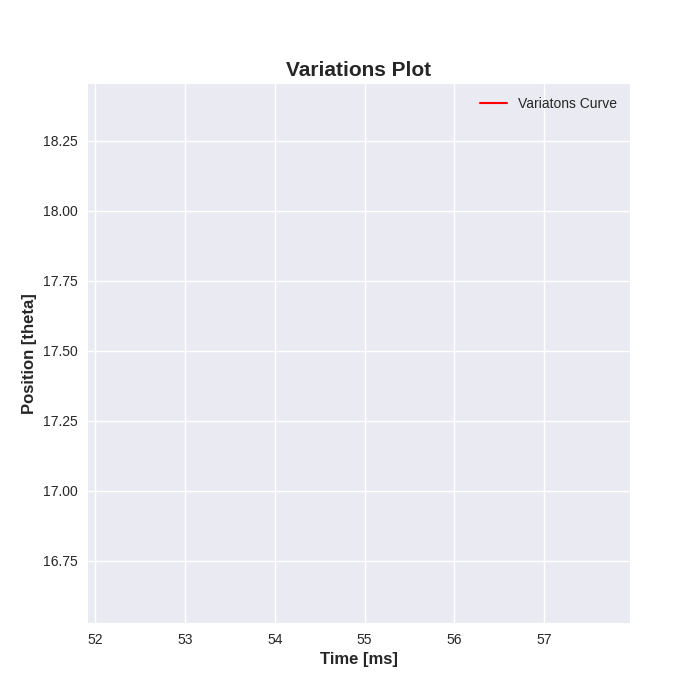 Variations Plot
Variatons Curve
18.25
18.00
17.75
17.50
17.25
17.00
16.75
Position [theta]
52 53 54 55 56 57
Time [ms]